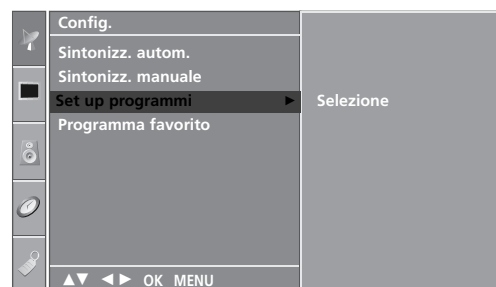 Config.
Sintonizz. autom.
Sintonizz. manuale
Set up programmi ► Selezione
Programma favorito
▲▼ ◄► OK MENU